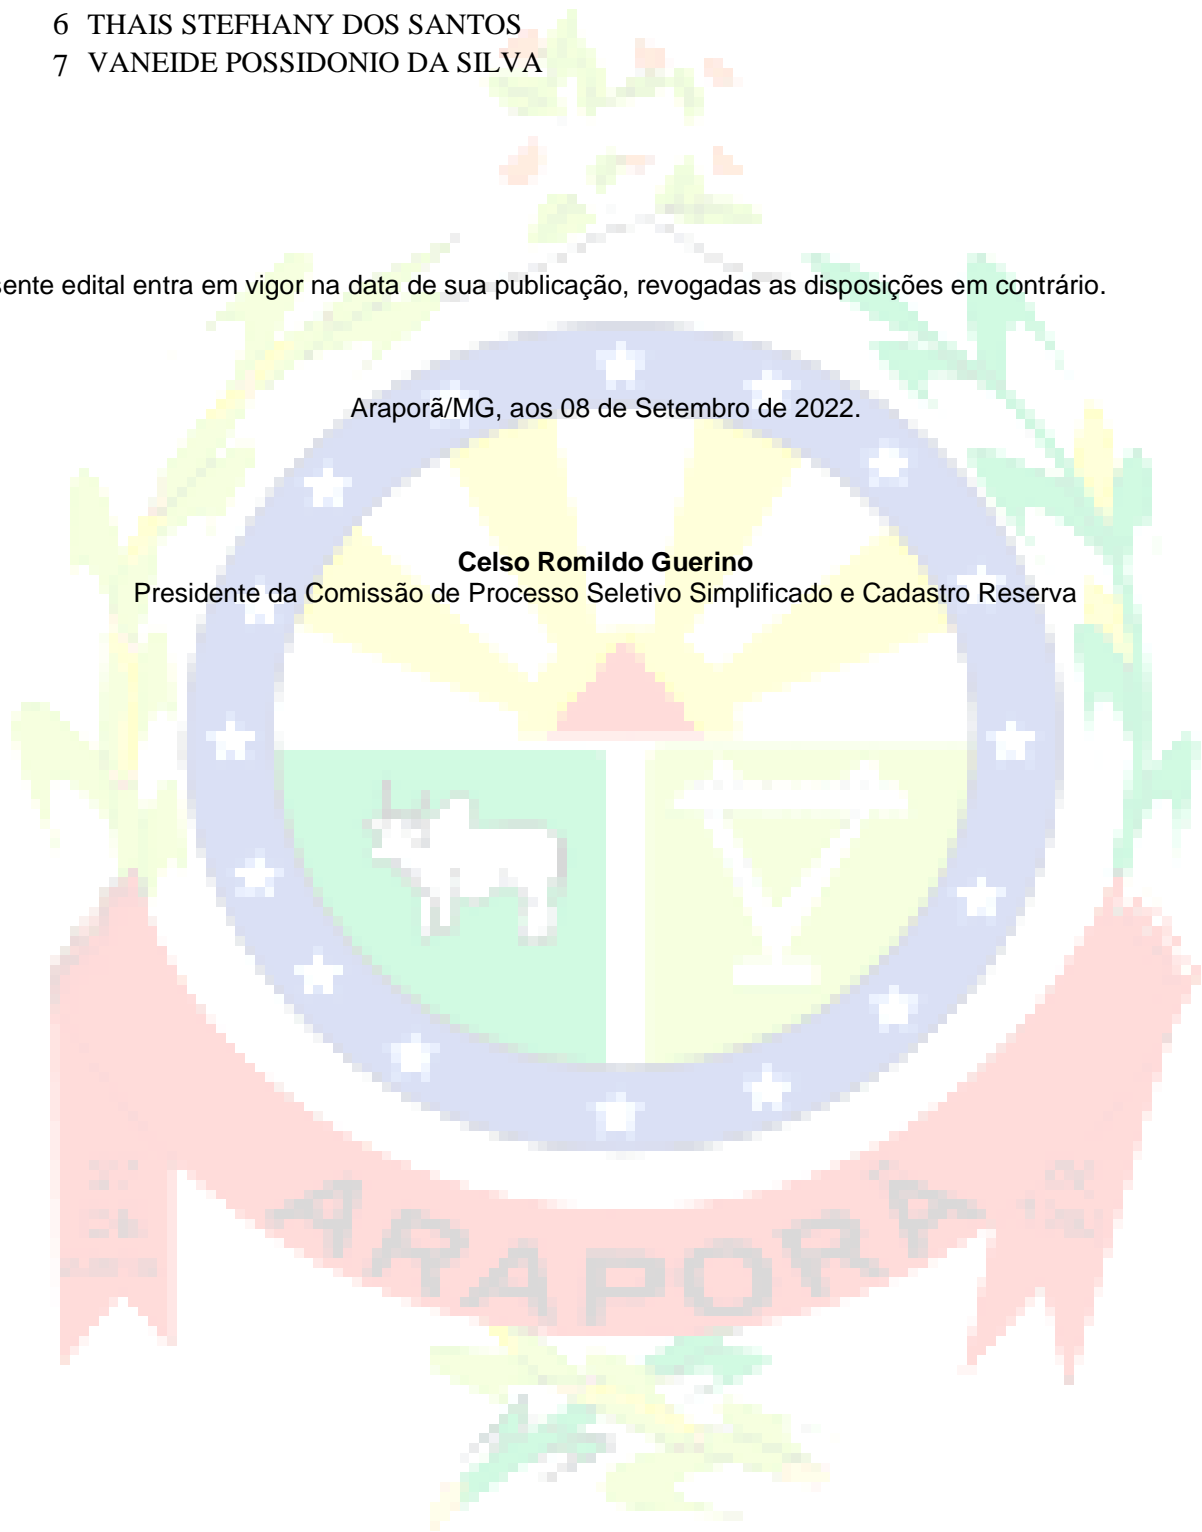 6 THAIS STEFHANY DOS SANTOS
7 VANEIDE POSSIDONIO DA SILVA
sente edital entra em vigor na data de sua publicação, revogadas as disposições em contrário.
Araporã/MG, aos 08 de Setembro de 2022.
Celso Romildo Guerino
Presidente da Comissão de Processo Seletivo Simplificado e Cadastro Reserva
ARAPORÃ